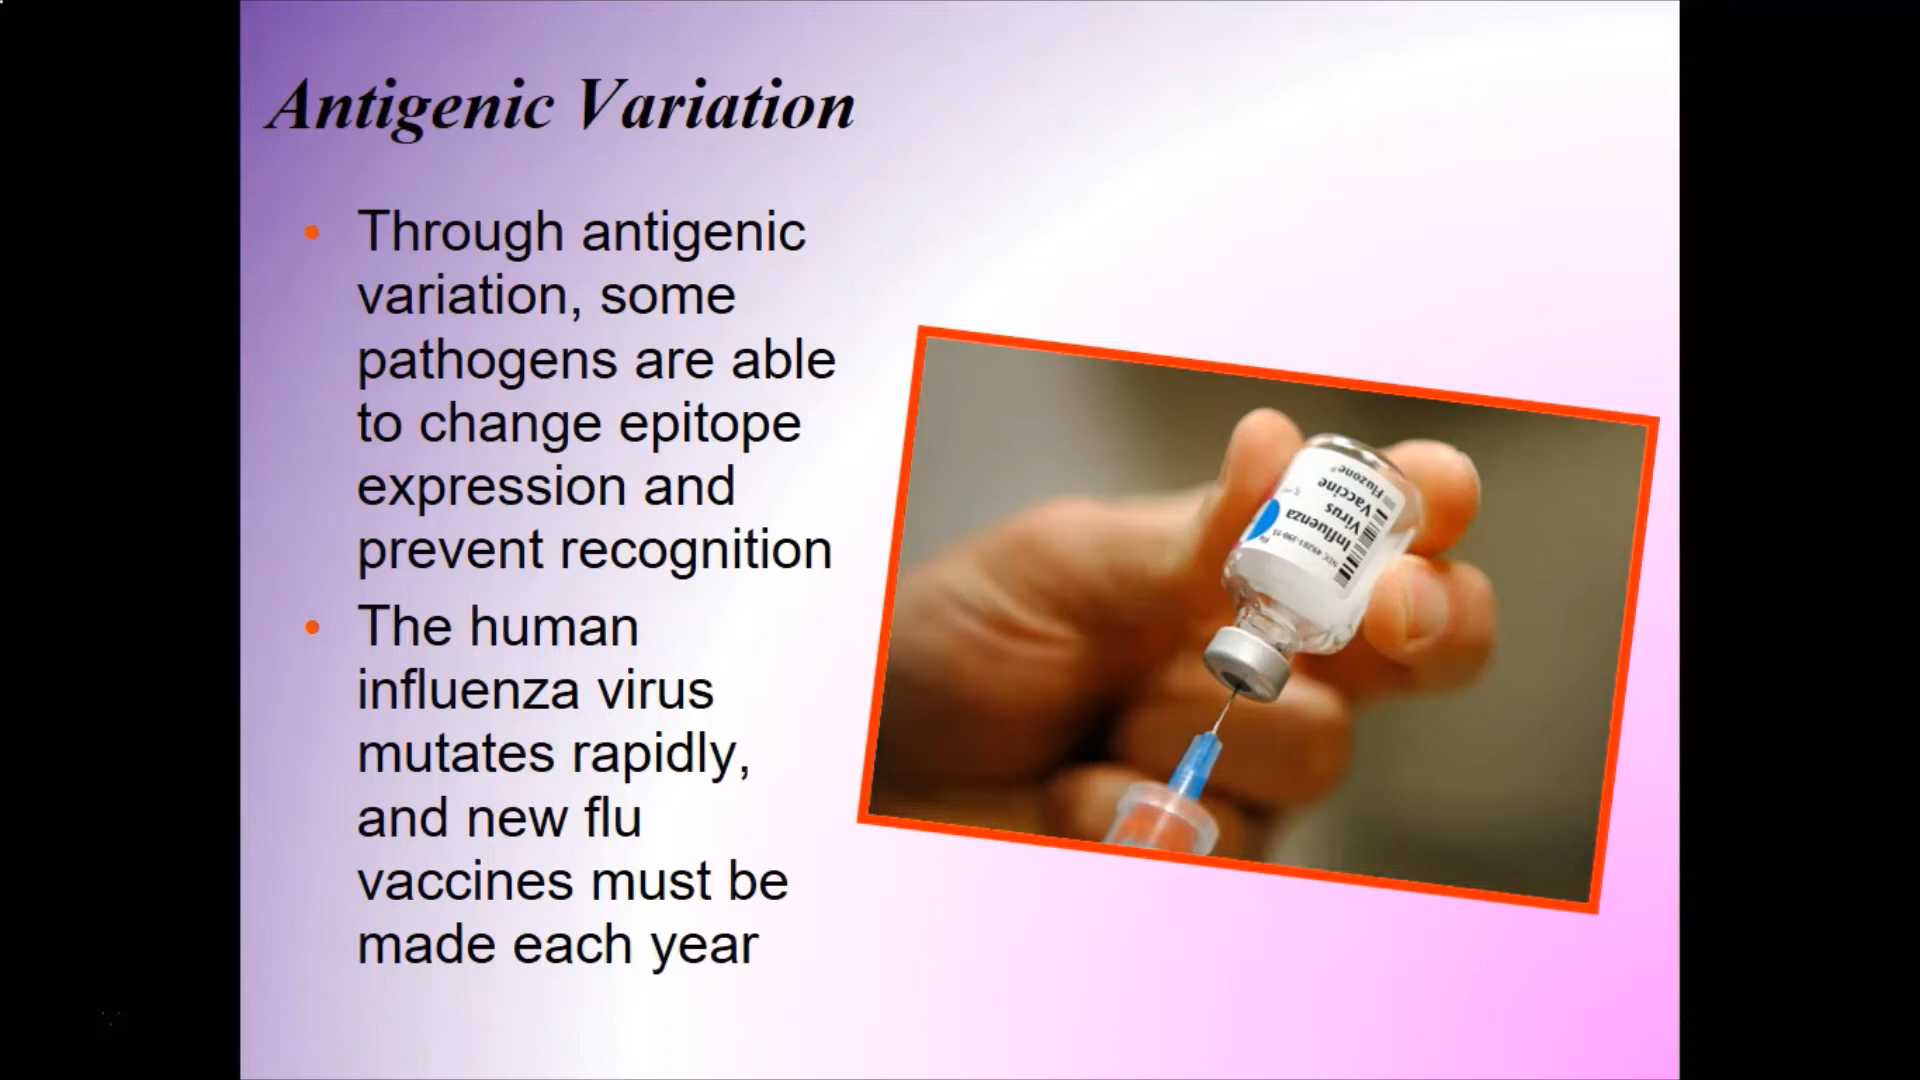 Antigenic Variation
• Through antigenic
variation, some
pathogens are able
to change epitope
expression and
prevent recognition
• The human
influenza virus
mutates rapidly,
and new flu
vaccines must be
made each year
Influenza
Virus
Vaccine
Fluzone®